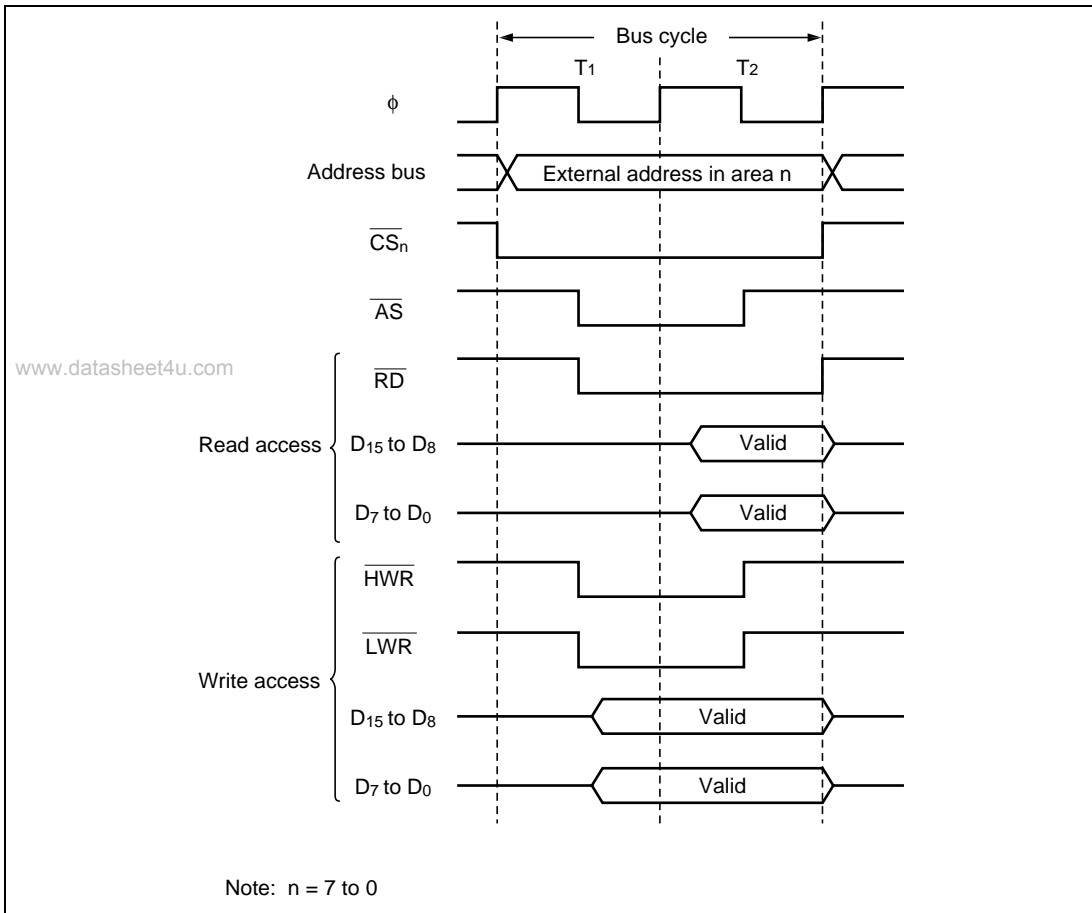 Bus cycle
T1 T2
φ
Address bus External address in area n
CSn
AS
www.datasheet4u.com
RD
Read access D15 to D8 Valid
D7 to D0 Valid
HWR
LWR
Write access
D15 to D8 Valid
D7 to D0 Valid
Note: n = 7 to 0